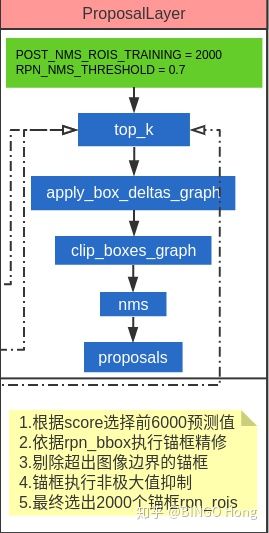 ProposalLayer
POST_NMS_ROIS_TRAINING = 2000
RPN_NMS_THRESHOLD = 0.7
top_k
apply_box_deltas_graph
clip_boxes_graph
nms
proposals
1.根据score选择前6000预测值
2.依据rpn_bbox执行锚框精修
3.剔除超出图像边界的锚框
4.锚框执行非极大值抑制
5.最终选出2000个锚框rpn_rois
知乎 @BINGO Hong